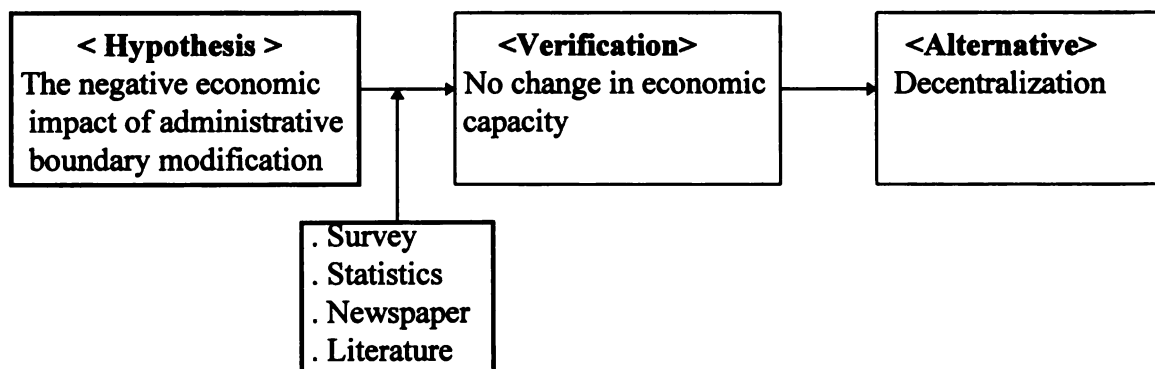 < Hypothesis >
The negative economic
impact of administrative
boundary modification
<Verification>
No change in economic
capacity
<Alternative>
Decentralization
. Survey
. Statistics
. Newspaper
. Literature